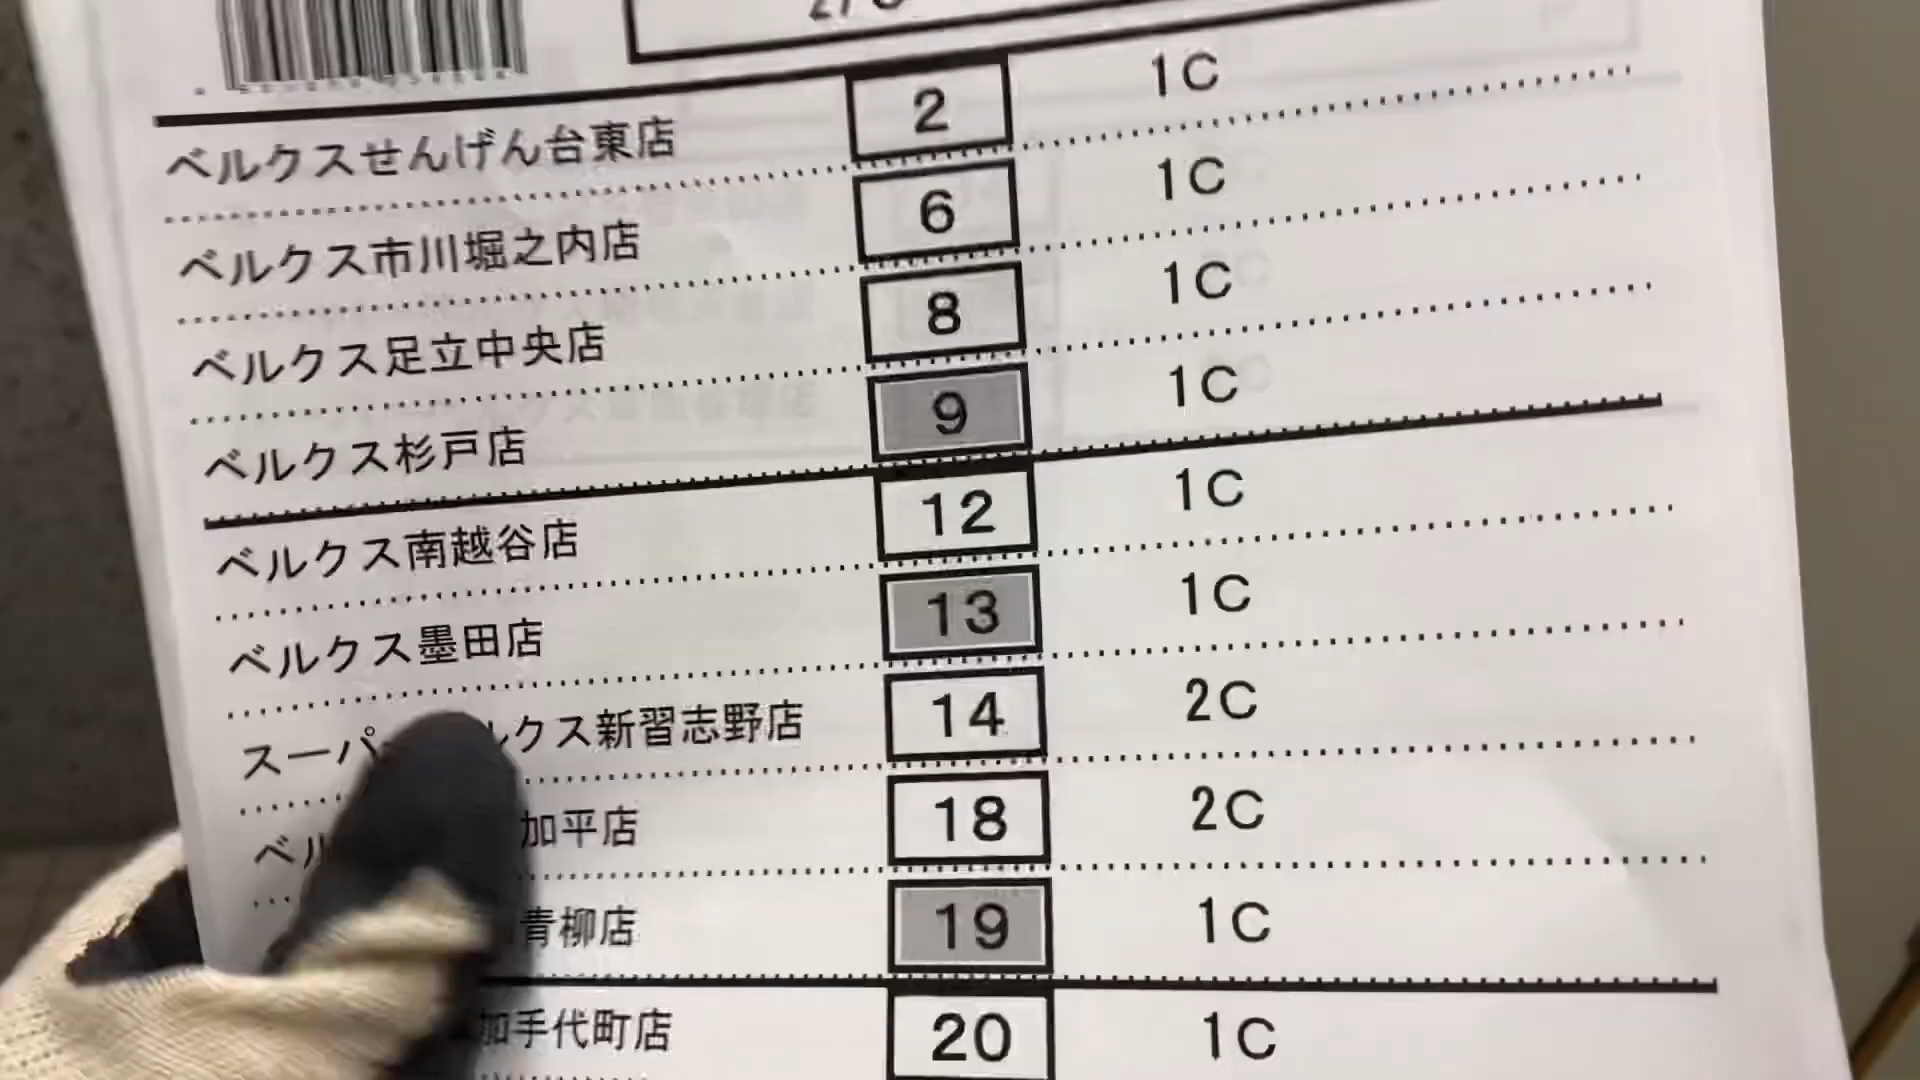 ベルクスせんげん台東店 2 1C
ベルクス市川堀之内店 6 1C
ベルクス足立中央店 8 1C
ベルクス杉戸店 9 1C
ベルクス南越谷店 12 1C
ベルクス墨田店 13 1C
スーパ ルクス新習志野店 14 2C
ベル 加平店 18 2C
青柳店 19 1C
加手代町店 20 1C